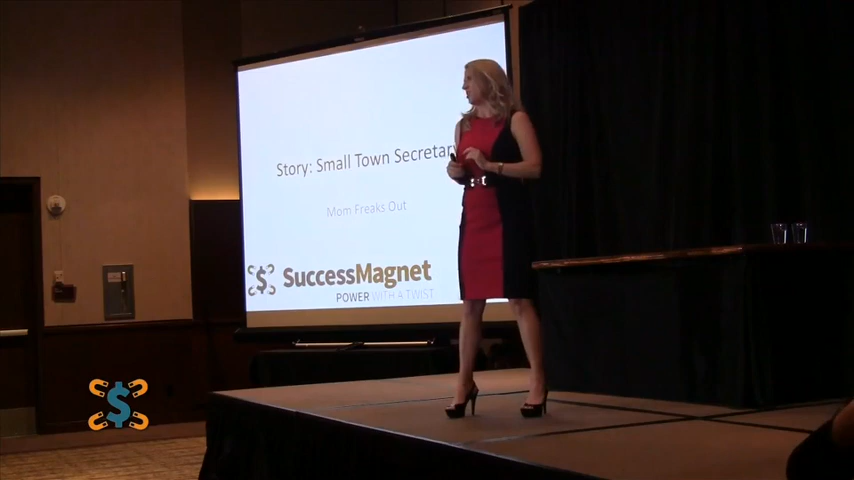 Story: Small Town Secretary
Mom Freaks Out
$ SuccessMagnet
POWER WITH A TWIST
$